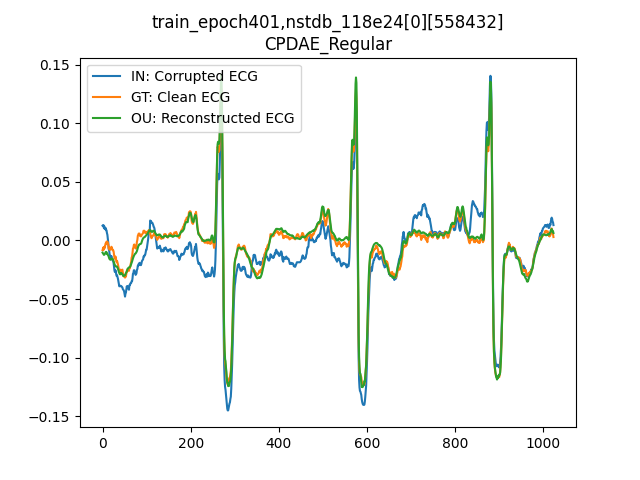 train_epoch401,nstdb_118e24[0][558432]
CPDAE_Regular
IN: Corrupted ECG
GT: Clean ECG
OU: Reconstructed ECG
0.15
0.10
0.05
0.00
−0.05
−0.10
−0.15
0 200 400 600 800 1000